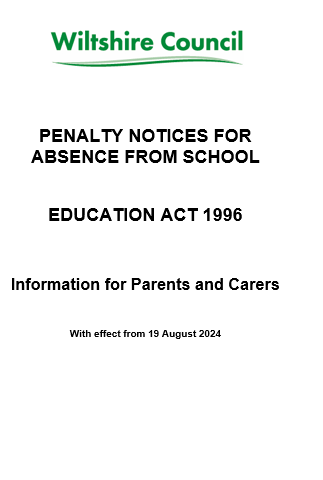 Wiltshire Council
PENALTY NOTICES FOR
ABSENCE FROM SCHOOL
EDUCATION ACT 1996
Information for Parents and Carers
With effect from 19 August 2024